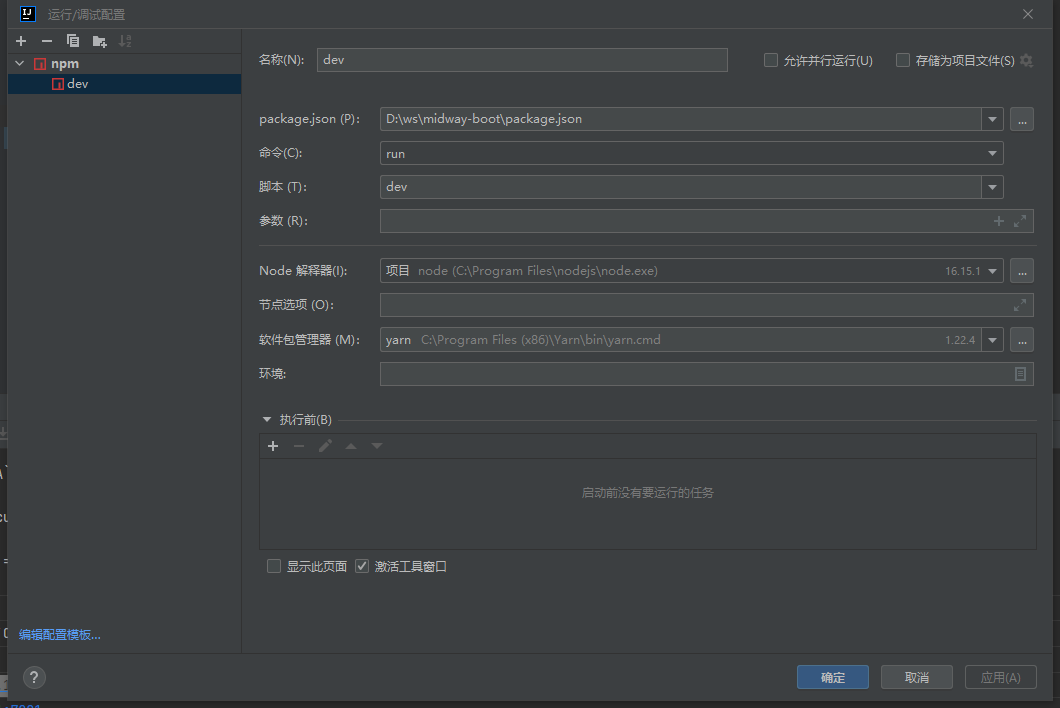 运行/调试配置
npm
dev
名称(N): dev 允许并行运行(U) 存储为项目文件(S)
package.json (P): D:\ws\midway-boot\package.json ...
命令(C): run
脚本 (T): dev
参数 (R):
Node 解释器(I): 项目 node (C:\Program Files\nodejs\node.exe) 16.15.1 ...
节点选项 (O):
软件包管理器 (M): yarn C:\Program Files (x86)\Yarn\bin\yarn.cmd 1.22.4 ...
环境:
执行前(B)
启动前没有要运行的任务
显示此页面 激活工具窗口
编辑配置模板...
? 确定 取消 应用(A)